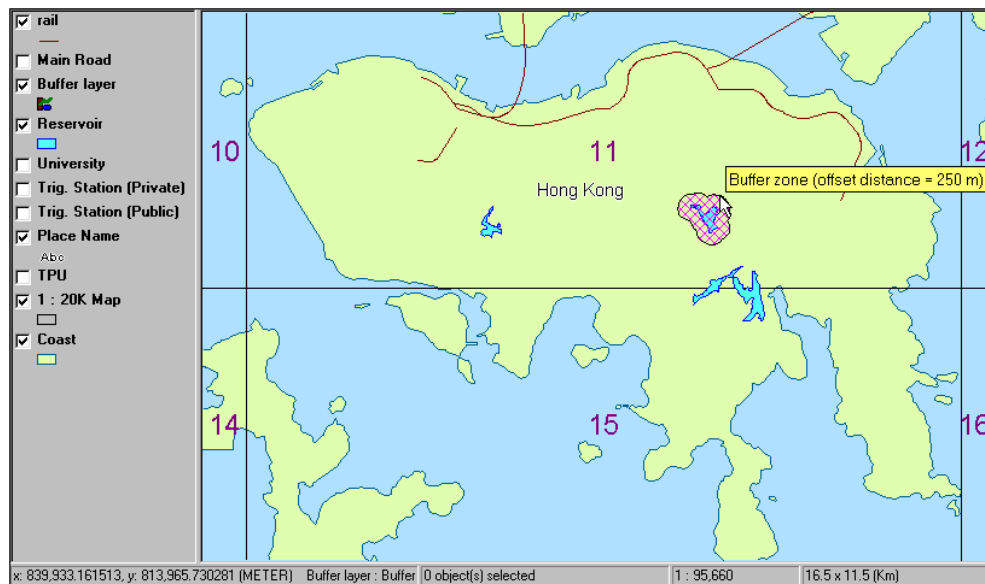 rail
Main Road
Buffer layer
Reservoir
University
Trig. Station (Private)
Trig. Station (Public)
Place Name
Abc
TPU
1 : 20K Map
Coast
10
11
12
Buffer zone (offset distance = 250 m)
Hong Kong
14
15
16
x: 839,933.161513, y: 813,965.730281 (METER) Buffer layer : Buffer
0 object(s) selected
1 : 95,660
16.5 x 11.5 (Km)